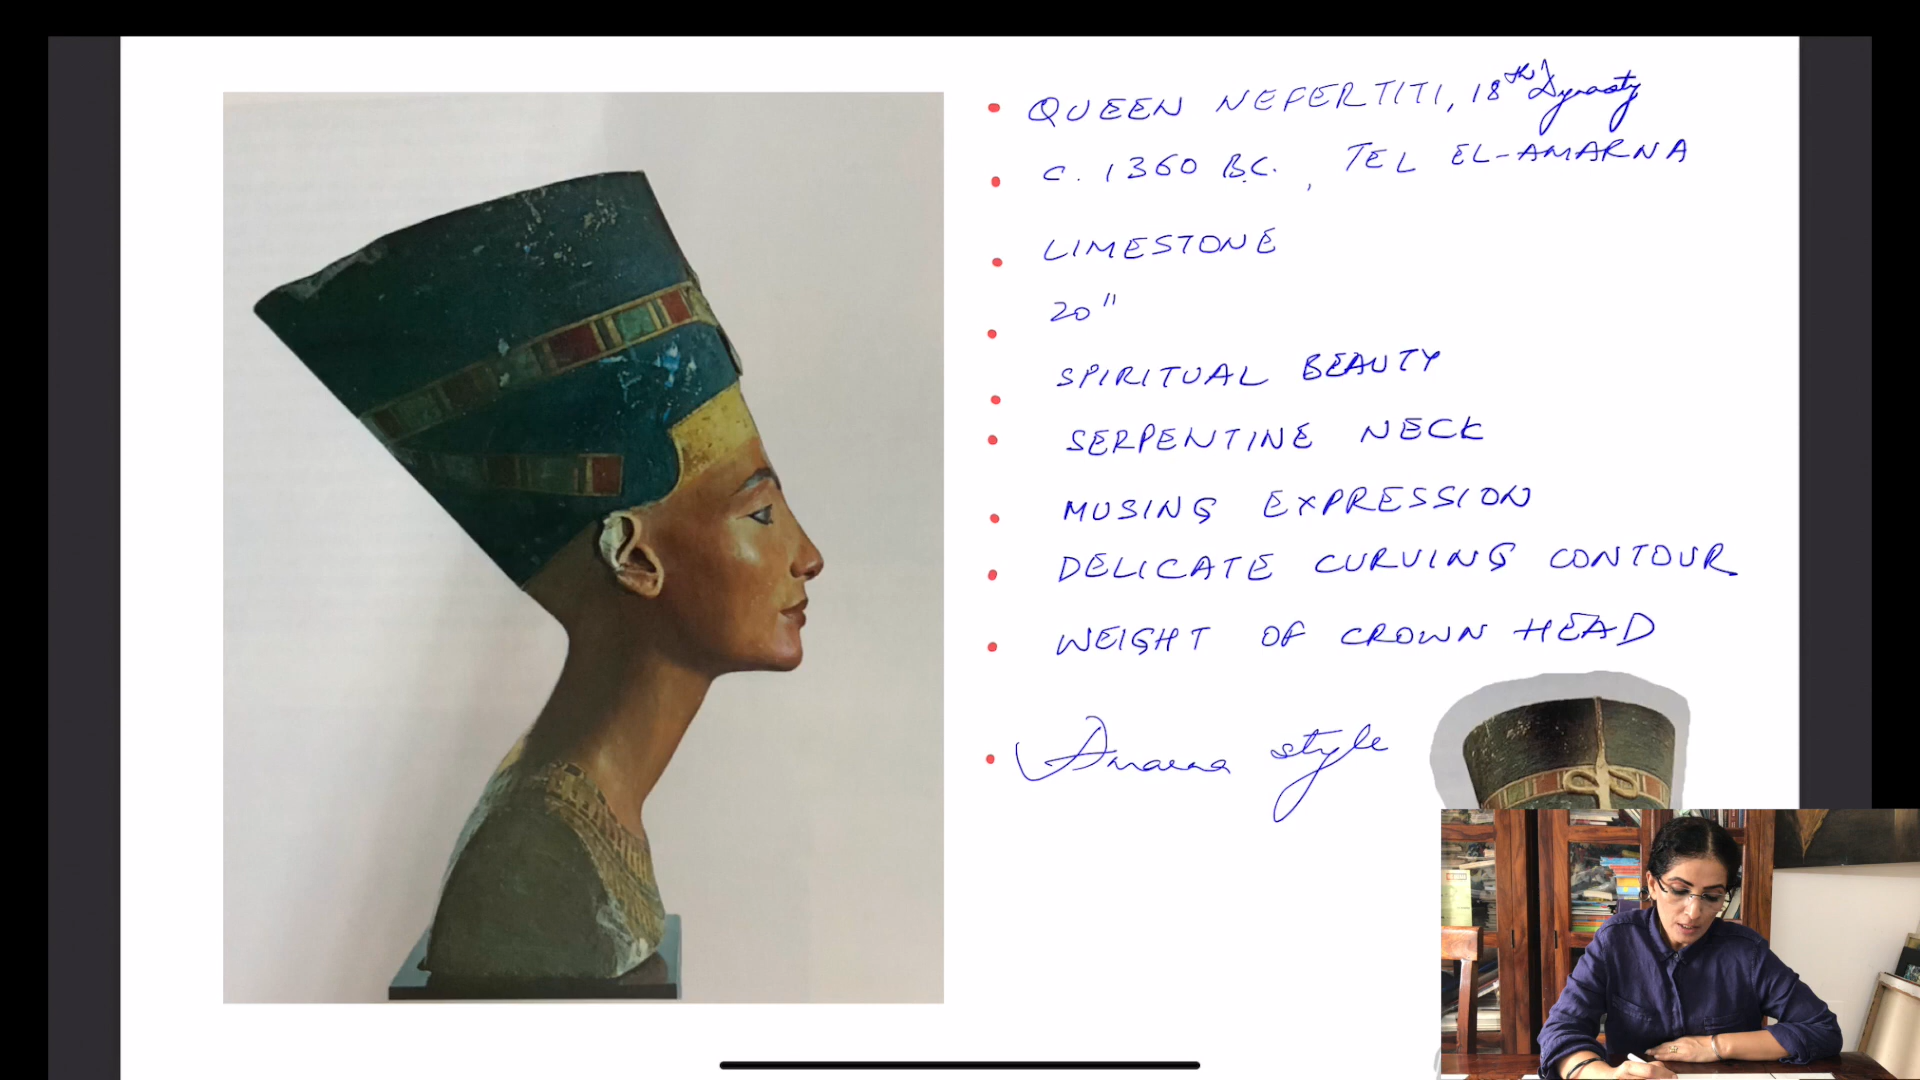 QUEEN NEFERTITI, 18th Dynasty
c. 1360 B.C. , TEL EL-AMARNA
LIMESTONE
20"
SPIRITUAL BEAUTY
SERPENTINE NECK
MUSING EXPRESSION
DELICATE CURVING CONTOUR
WEIGHT OF CROWN HEAD
Amarna style